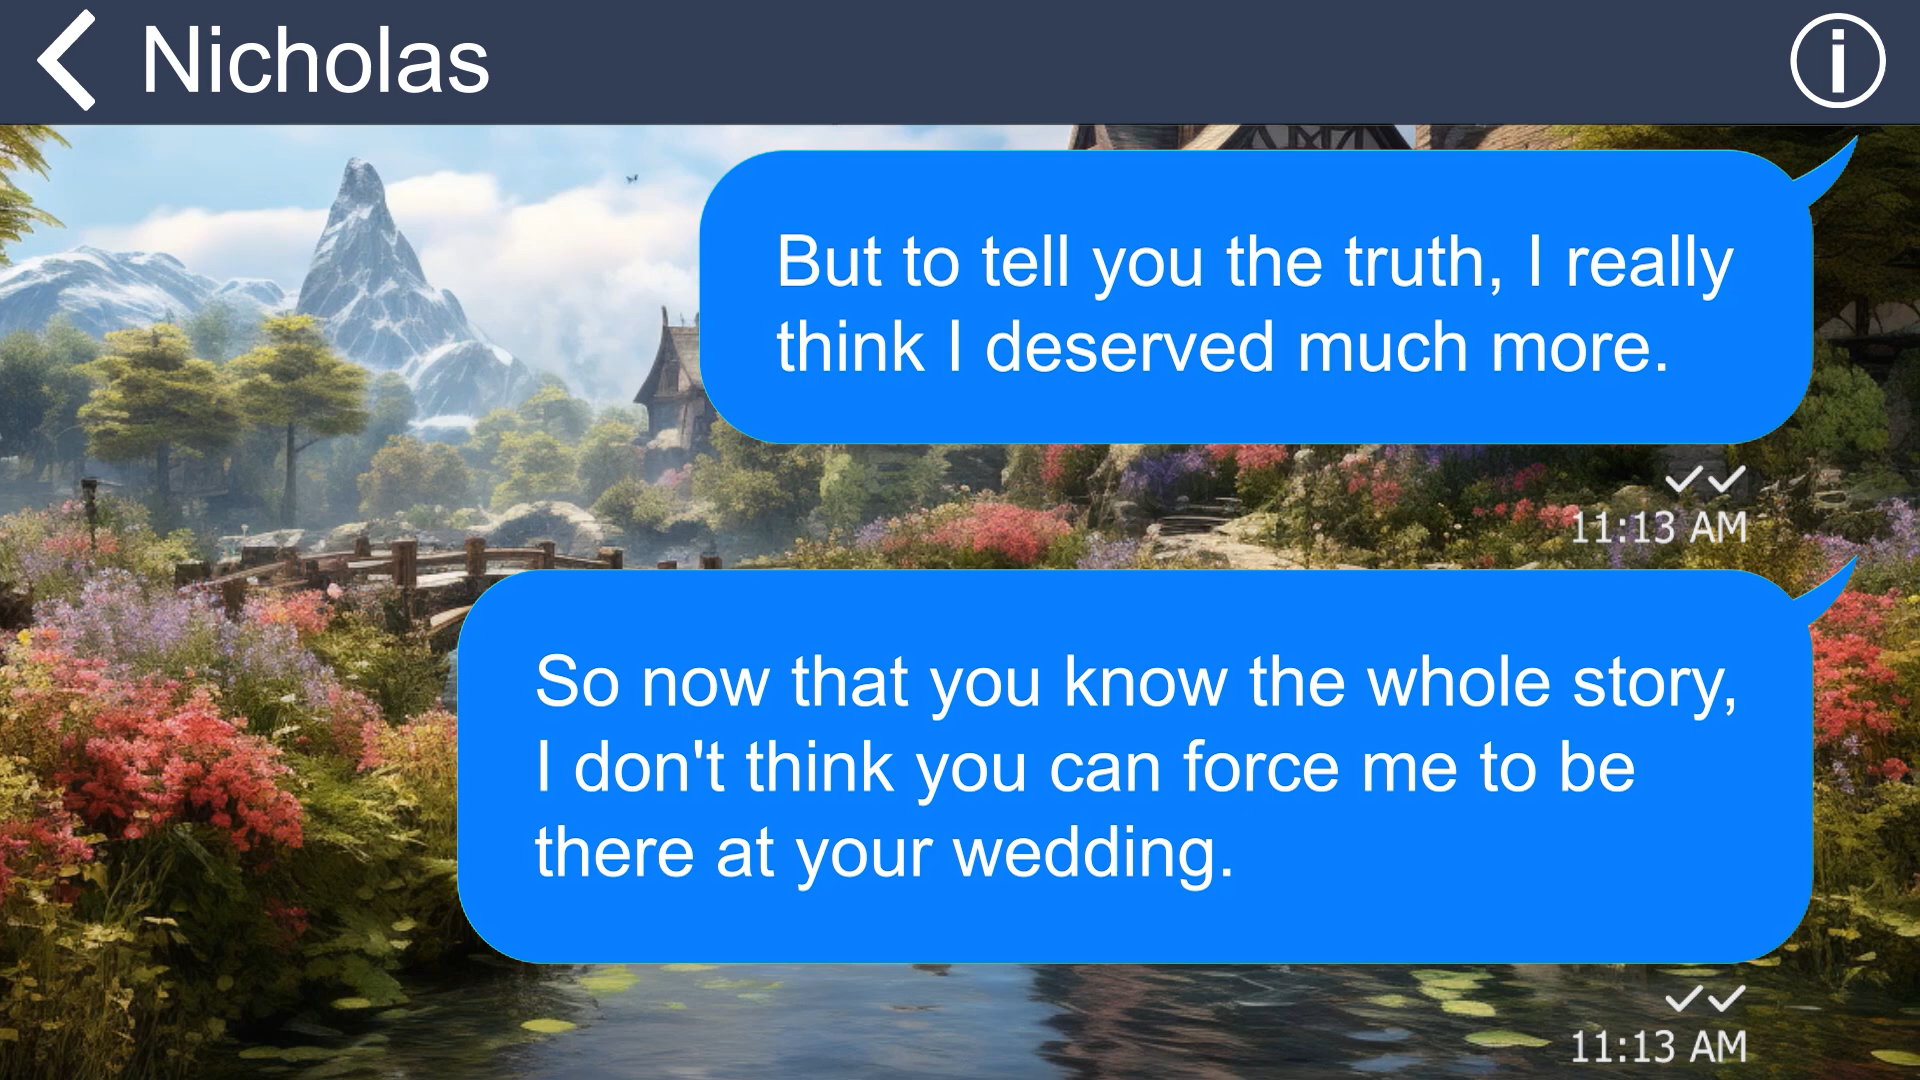 Nicholas
But to tell you the truth, I really
think I deserved much more.
11:13 AM
So now that you know the whole story,
I don't think you can force me to be
there at your wedding.
11:13 AM